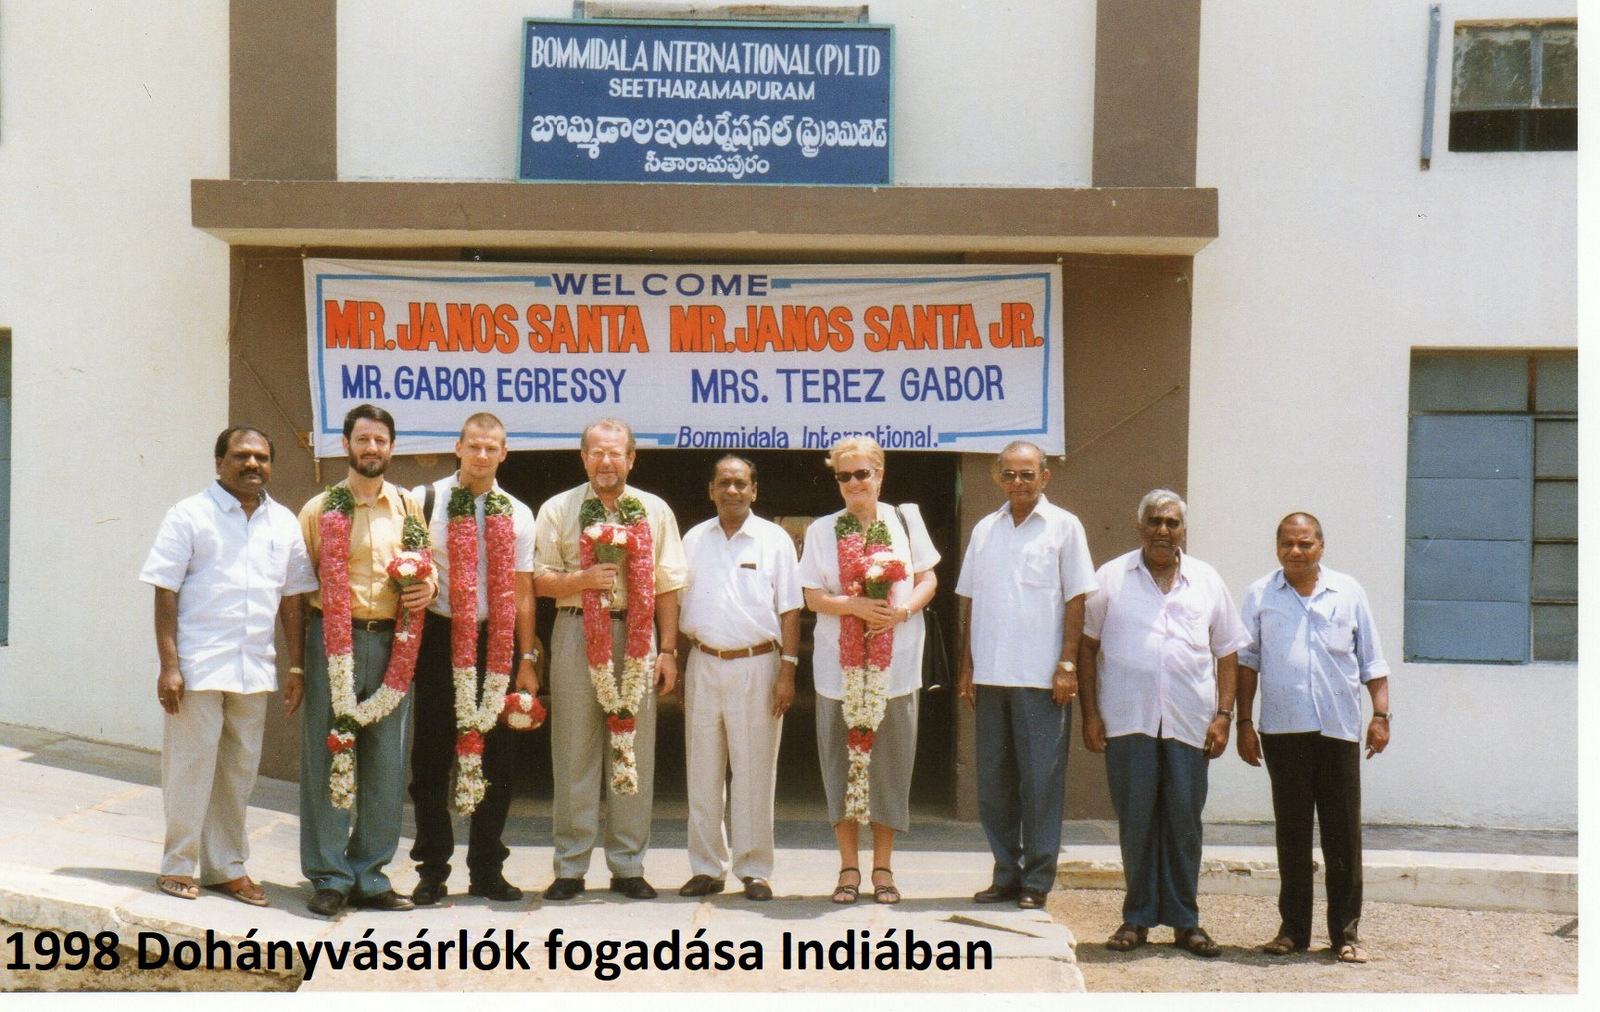 BOMMIDALA INTERNATIONAL (P) LTD
SEETHARAMAPURAM
బొమ్మిడాల ఇంటర్నేషనల్ (ప్రై)లిమిటెడ్
సీతారామపురం
WELCOME
MR. JANOS SANTA MR. JANOS SANTA JR.
MR. GABOR EGRESSY MRS. TEREZ GABOR
Bommidala International.
1998 Dohányvásárlók fogadása Indiában